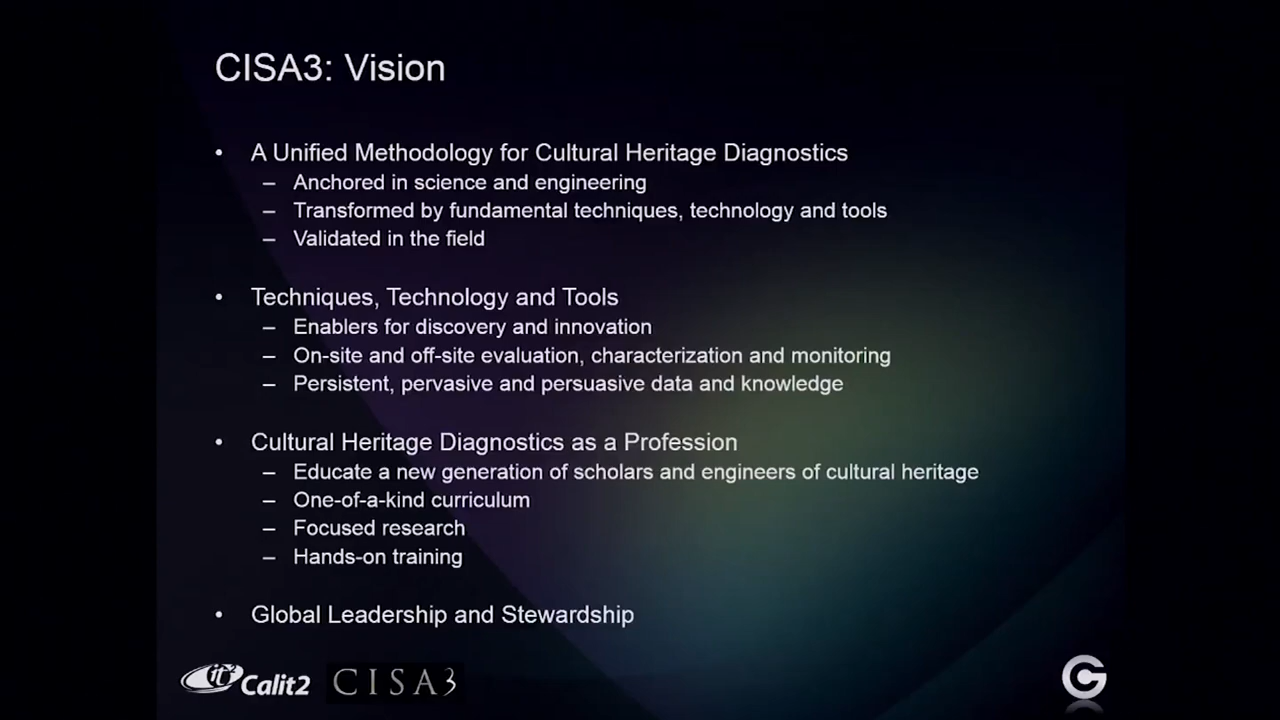 CISA3: Vision
• A Unified Methodology for Cultural Heritage Diagnostics
– Anchored in science and engineering
– Transformed by fundamental techniques, technology and tools
– Validated in the field
• Techniques, Technology and Tools
– Enablers for discovery and innovation
– On-site and off-site evaluation, characterization and monitoring
– Persistent, pervasive and persuasive data and knowledge
• Cultural Heritage Diagnostics as a Profession
– Educate a new generation of scholars and engineers of cultural heritage
– One-of-a-kind curriculum
– Focused research
– Hands-on training
• Global Leadership and Stewardship
it2 Calit2 CISA3 G